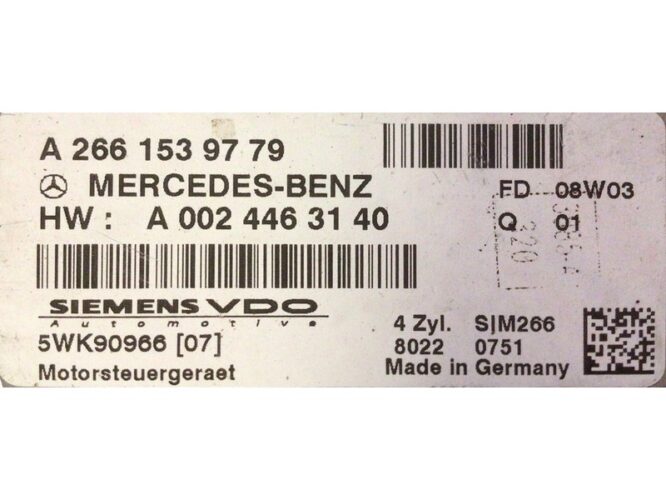 A 266 153 97 79
MERCEDES-BENZ
FD 08W03
HW : A 002 446 31 40
Q 01
320
SIEMENS VDO
Automotive
5WK90966 [07]
4 Zyl. SIM266
8022 0751
Motorsteuergeraet
Made in Germany